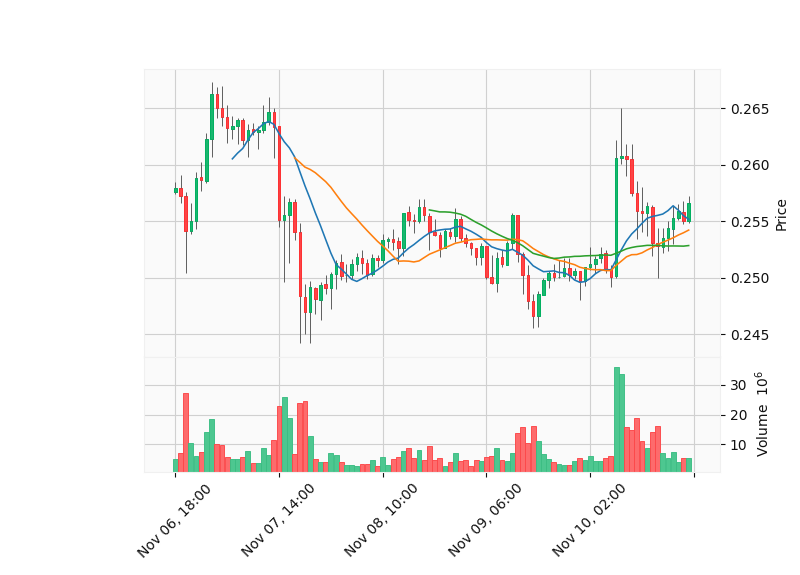 0.265
0.260
0.255
0.250
0.245
Price
30
20
10
Volume 10^6
Nov 06, 18:00
Nov 07, 14:00
Nov 08, 10:00
Nov 09, 06:00
Nov 10, 02:00